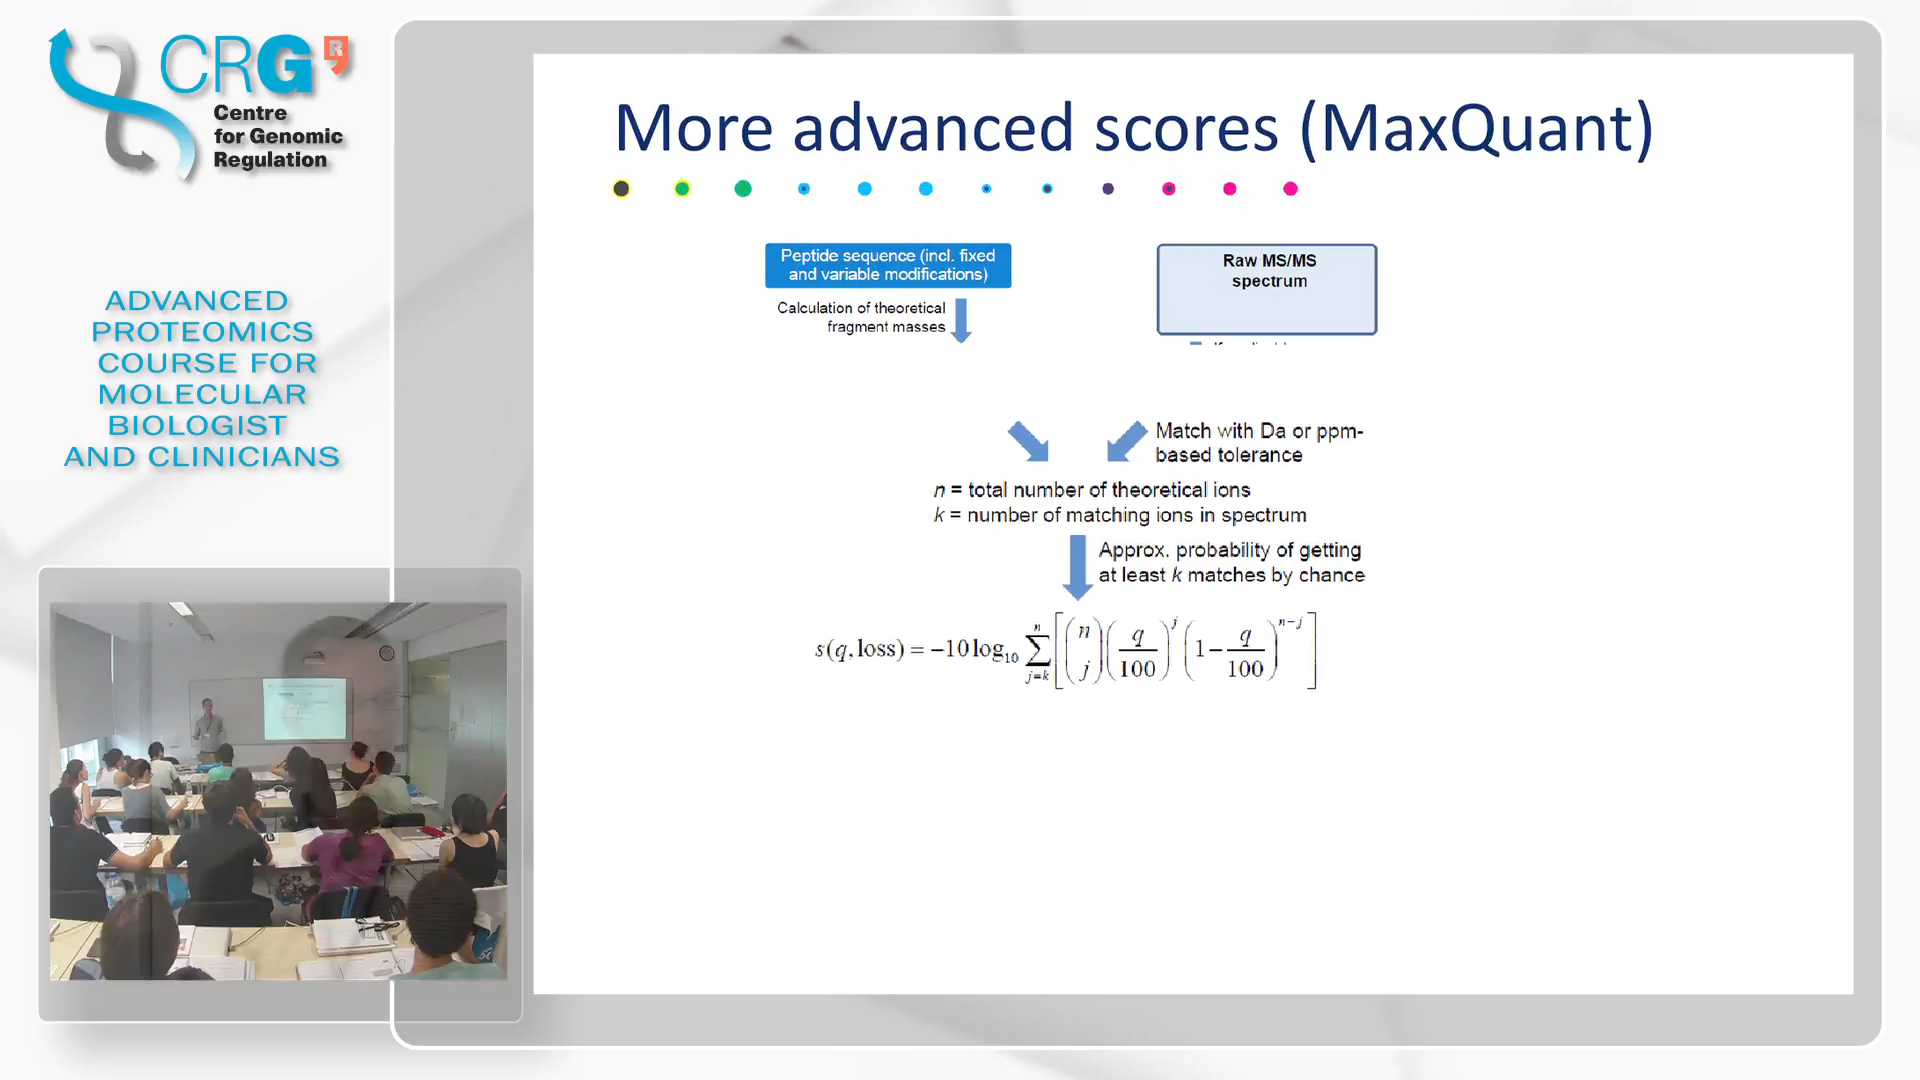 CRG
R
Centre
for Genomic
Regulation
ADVANCED
PROTEOMICS
COURSE FOR
MOLECULAR
BIOLOGIST
AND CLINICIANS
More advanced scores (MaxQuant)
Peptide sequence (incl. fixed
and variable modifications)
Calculation of theoretical
fragment masses
Raw MS/MS
spectrum
Match with Da or ppm-
based tolerance
n = total number of theoretical ions
k = number of matching ions in spectrum
Approx. probability of getting
at least k matches by chance
s(q,loss) = −10 log₁₀ ∑_{j=k}^{n} [ (n j) (q/100)^j (1 − q/100)^{n−j} ]